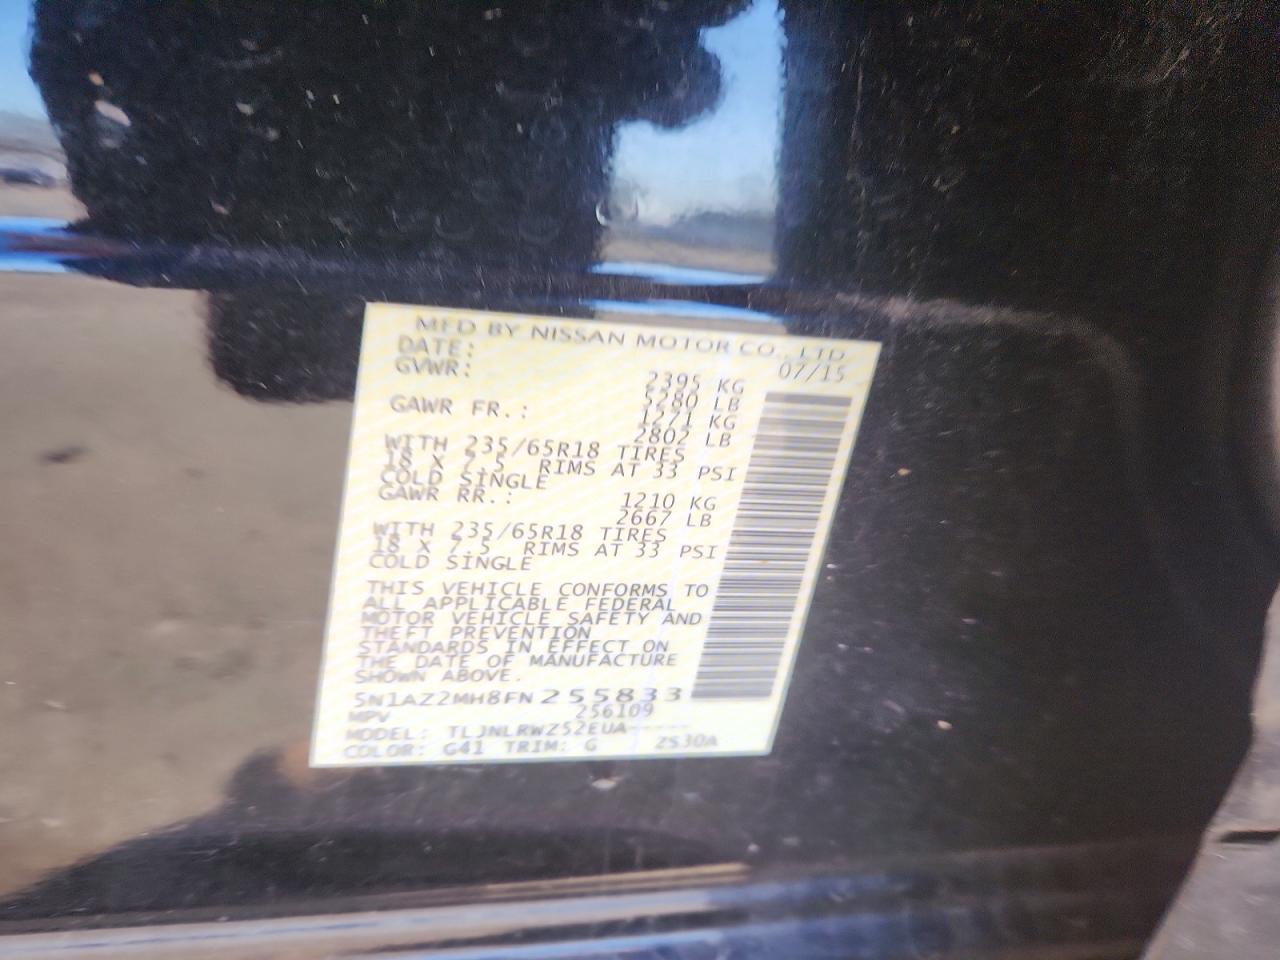 MFD BY NISSAN MOTOR CO., LTD
DATE: 07/15
GVWR: 2395 KG
5280 LB
GAWR FR.: 1271 KG
2802 LB
WITH 235/65R18 TIRES
18 X 7.5 RIMS AT 33 PSI
COLD SINGLE
GAWR RR.: 1210 KG
2667 LB
WITH 235/65R18 TIRES
18 X 7.5 RIMS AT 33 PSI
COLD SINGLE
THIS VEHICLE CONFORMS TO
ALL APPLICABLE FEDERAL
MOTOR VEHICLE SAFETY AND
THEFT PREVENTION
STANDARDS IN EFFECT ON
THE DATE OF MANUFACTURE
SHOWN ABOVE.
5N1AZ2MH8FN255833
MPV 256109
MODEL: TLJNLRWZ52EUA-----
COLOR: G41 TRIM: G ZS30A